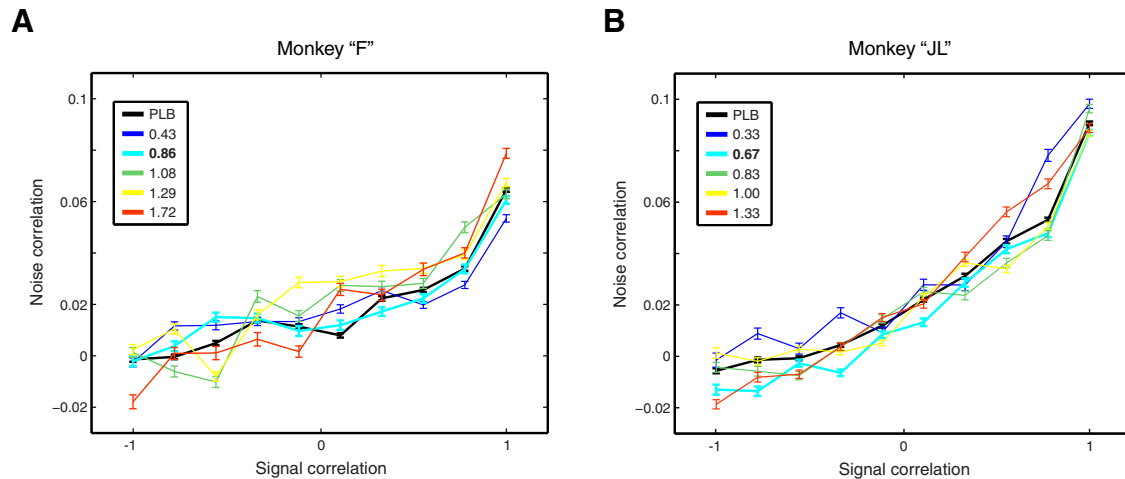 A
Monkey “F”
0.1
0.06
0.02
0
−0.02
-1
0
1
Noise correlation
Signal correlation
PLB
0.43
0.86
1.08
1.29
1.72
B
Monkey “JL”
0.1
0.06
0.02
0
−0.02
-1
0
1
Noise correlation
Signal correlation
PLB
0.33
0.67
0.83
1.00
1.33